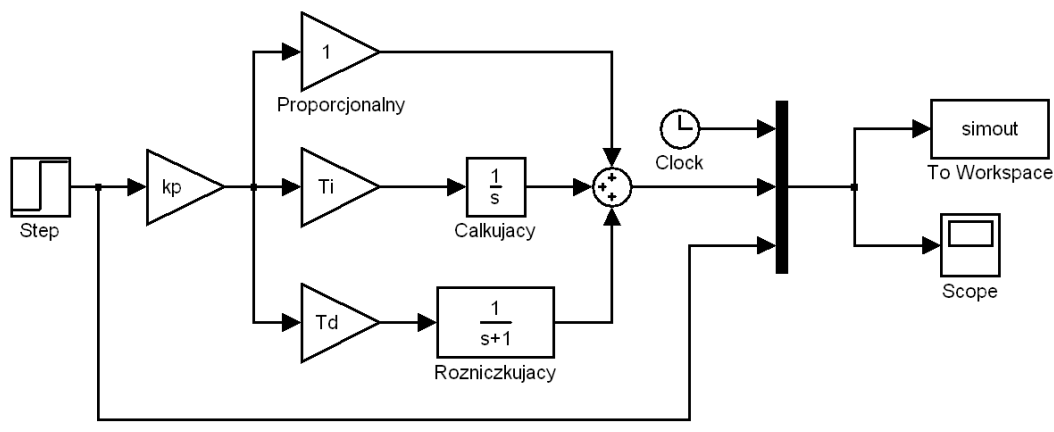 1
Proporcjonalny
Step
kp
Ti
1
s
Calkujacy
Clock
simout
To Workspace
Scope
Td
1
s+1
Rozniczkujacy